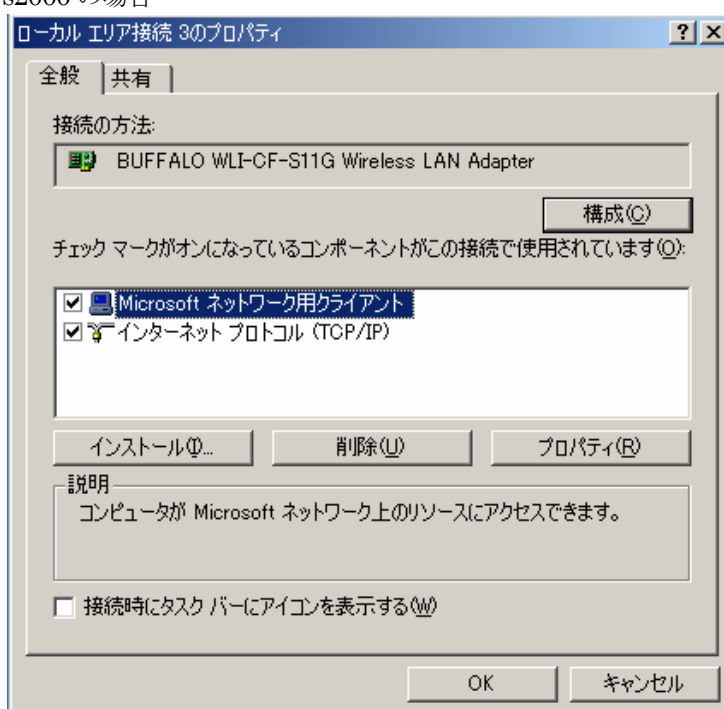 s2000 の場合
ローカル エリア接続 3のプロパティ
全般 共有
接続の方法:
BUFFALO WLI-CF-S11G Wireless LAN Adapter
構成(C)
チェック マークがオンになっているコンポーネントがこの接続で使用されています(O):
Microsoft ネットワーク用クライアント
インターネット プロトコル (TCP/IP)
インストール(I)... 削除(U) プロパティ(R)
説明
コンピュータが Microsoft ネットワーク上のリソースにアクセスできます。
接続時にタスク バーにアイコンを表示する(W)
OK キャンセル